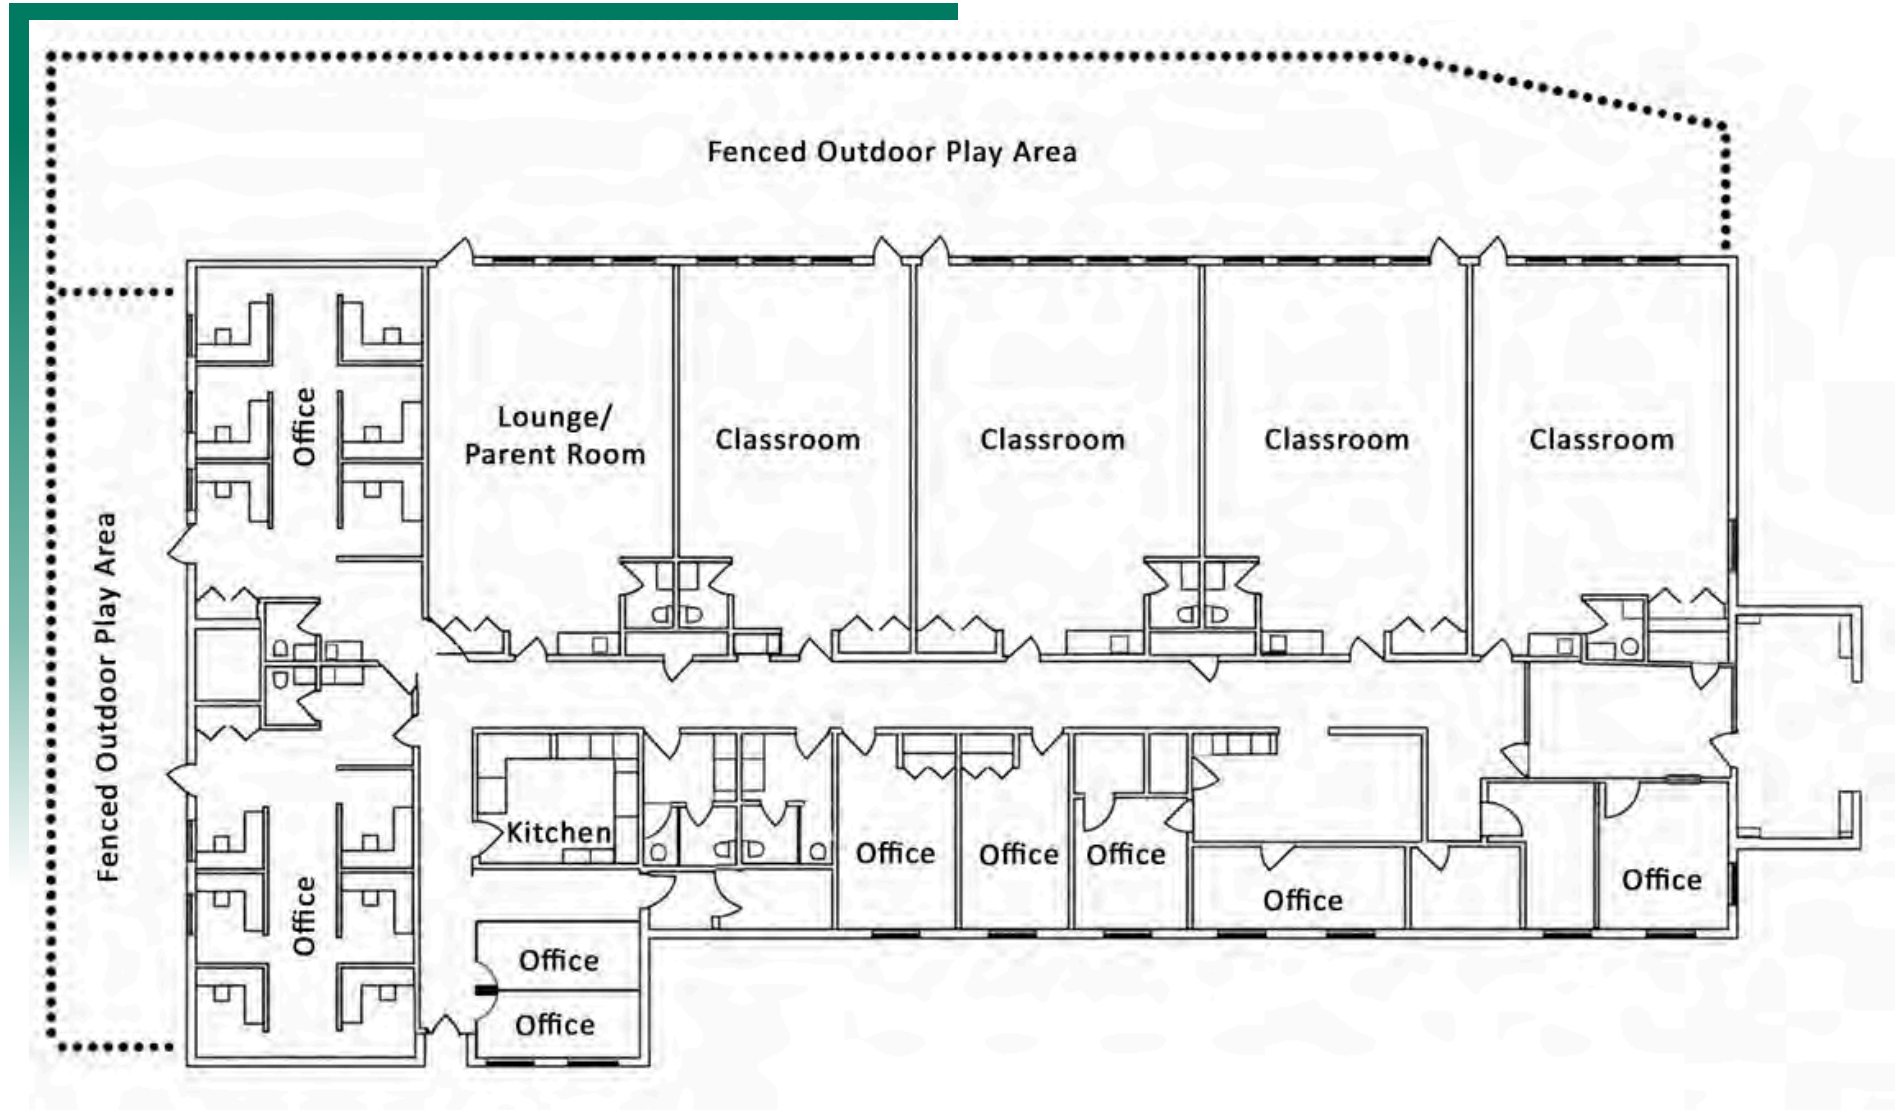 Fenced Outdoor Play Area
Fenced Outdoor Play Area
Office
Lounge/
Parent Room
Classroom
Classroom
Classroom
Classroom
Kitchen
Office
Office
Office
Office
Office
Office
Office
Office